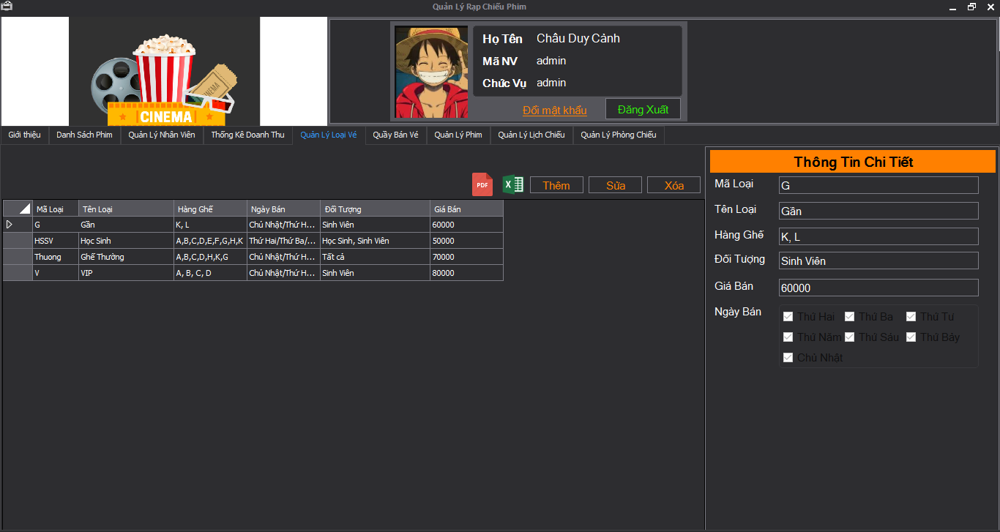 Quản Lý Rạp Chiếu Phim
CINEMA
CINEMA
Họ Tên Châu Duy Cảnh
Mã NV admin
Chức Vụ admin
Đổi mật khẩu Đăng Xuất
Giới thiệu Danh Sách Phim Quản Lý Nhân Viên Thống Kê Doanh Thu Quản Lý Loại Vé Quầy Bán Vé Quản Lý Phim Quản Lý Lịch Chiếu Quản Lý Phòng Chiếu
PDF X Thêm Sửa Xóa
Mã Loại Tên Loại Hàng Ghế Ngày Bán Đối Tượng Giá Bán
G Gần K, L Chủ Nhật/Thứ H... Sinh Viên 60000
HSSV Học Sinh A,B,C,D,E,F,G,H,K Thứ Hai/Thứ Ba/... Học Sinh, Sinh Viên 50000
Thuong Ghế Thường A,B,C,D,H,K,G Chủ Nhật/Thứ H... Tất cả 70000
V VIP A, B, C, D Chủ Nhật/Thứ H... Sinh Viên 80000
Thông Tin Chi Tiết
Mã Loại G
Tên Loại Gần
Hàng Ghế K, L
Đối Tượng Sinh Viên
Giá Bán 60000
Ngày Bán
Thứ Hai Thứ Ba Thứ Tư
Thứ Năm Thứ Sáu Thứ Bảy
Chủ Nhật